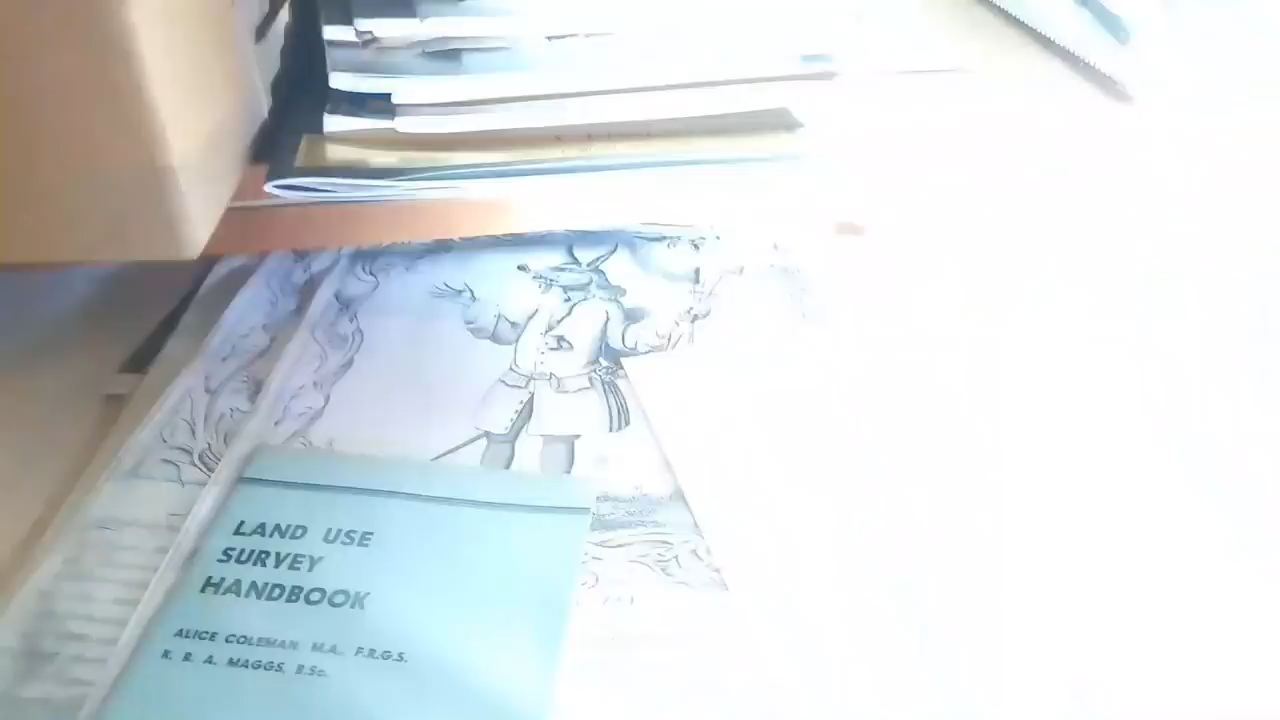 LAND USE
SURVEY
HANDBOOK
ALICE COLEMAN, M.A., F.R.G.S.
K. R. A. MAGGS, B.Sc.